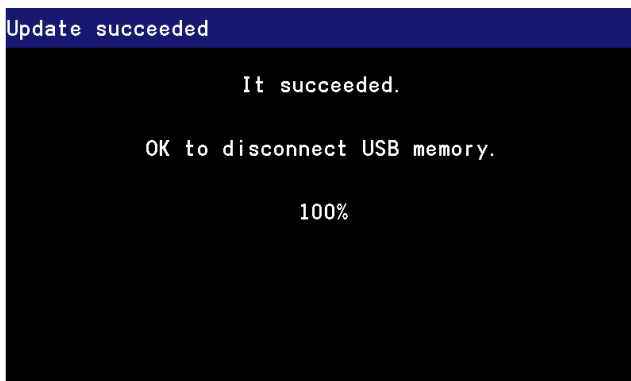 Update succeeded
It succeeded.
OK to disconnect USB memory.
100%